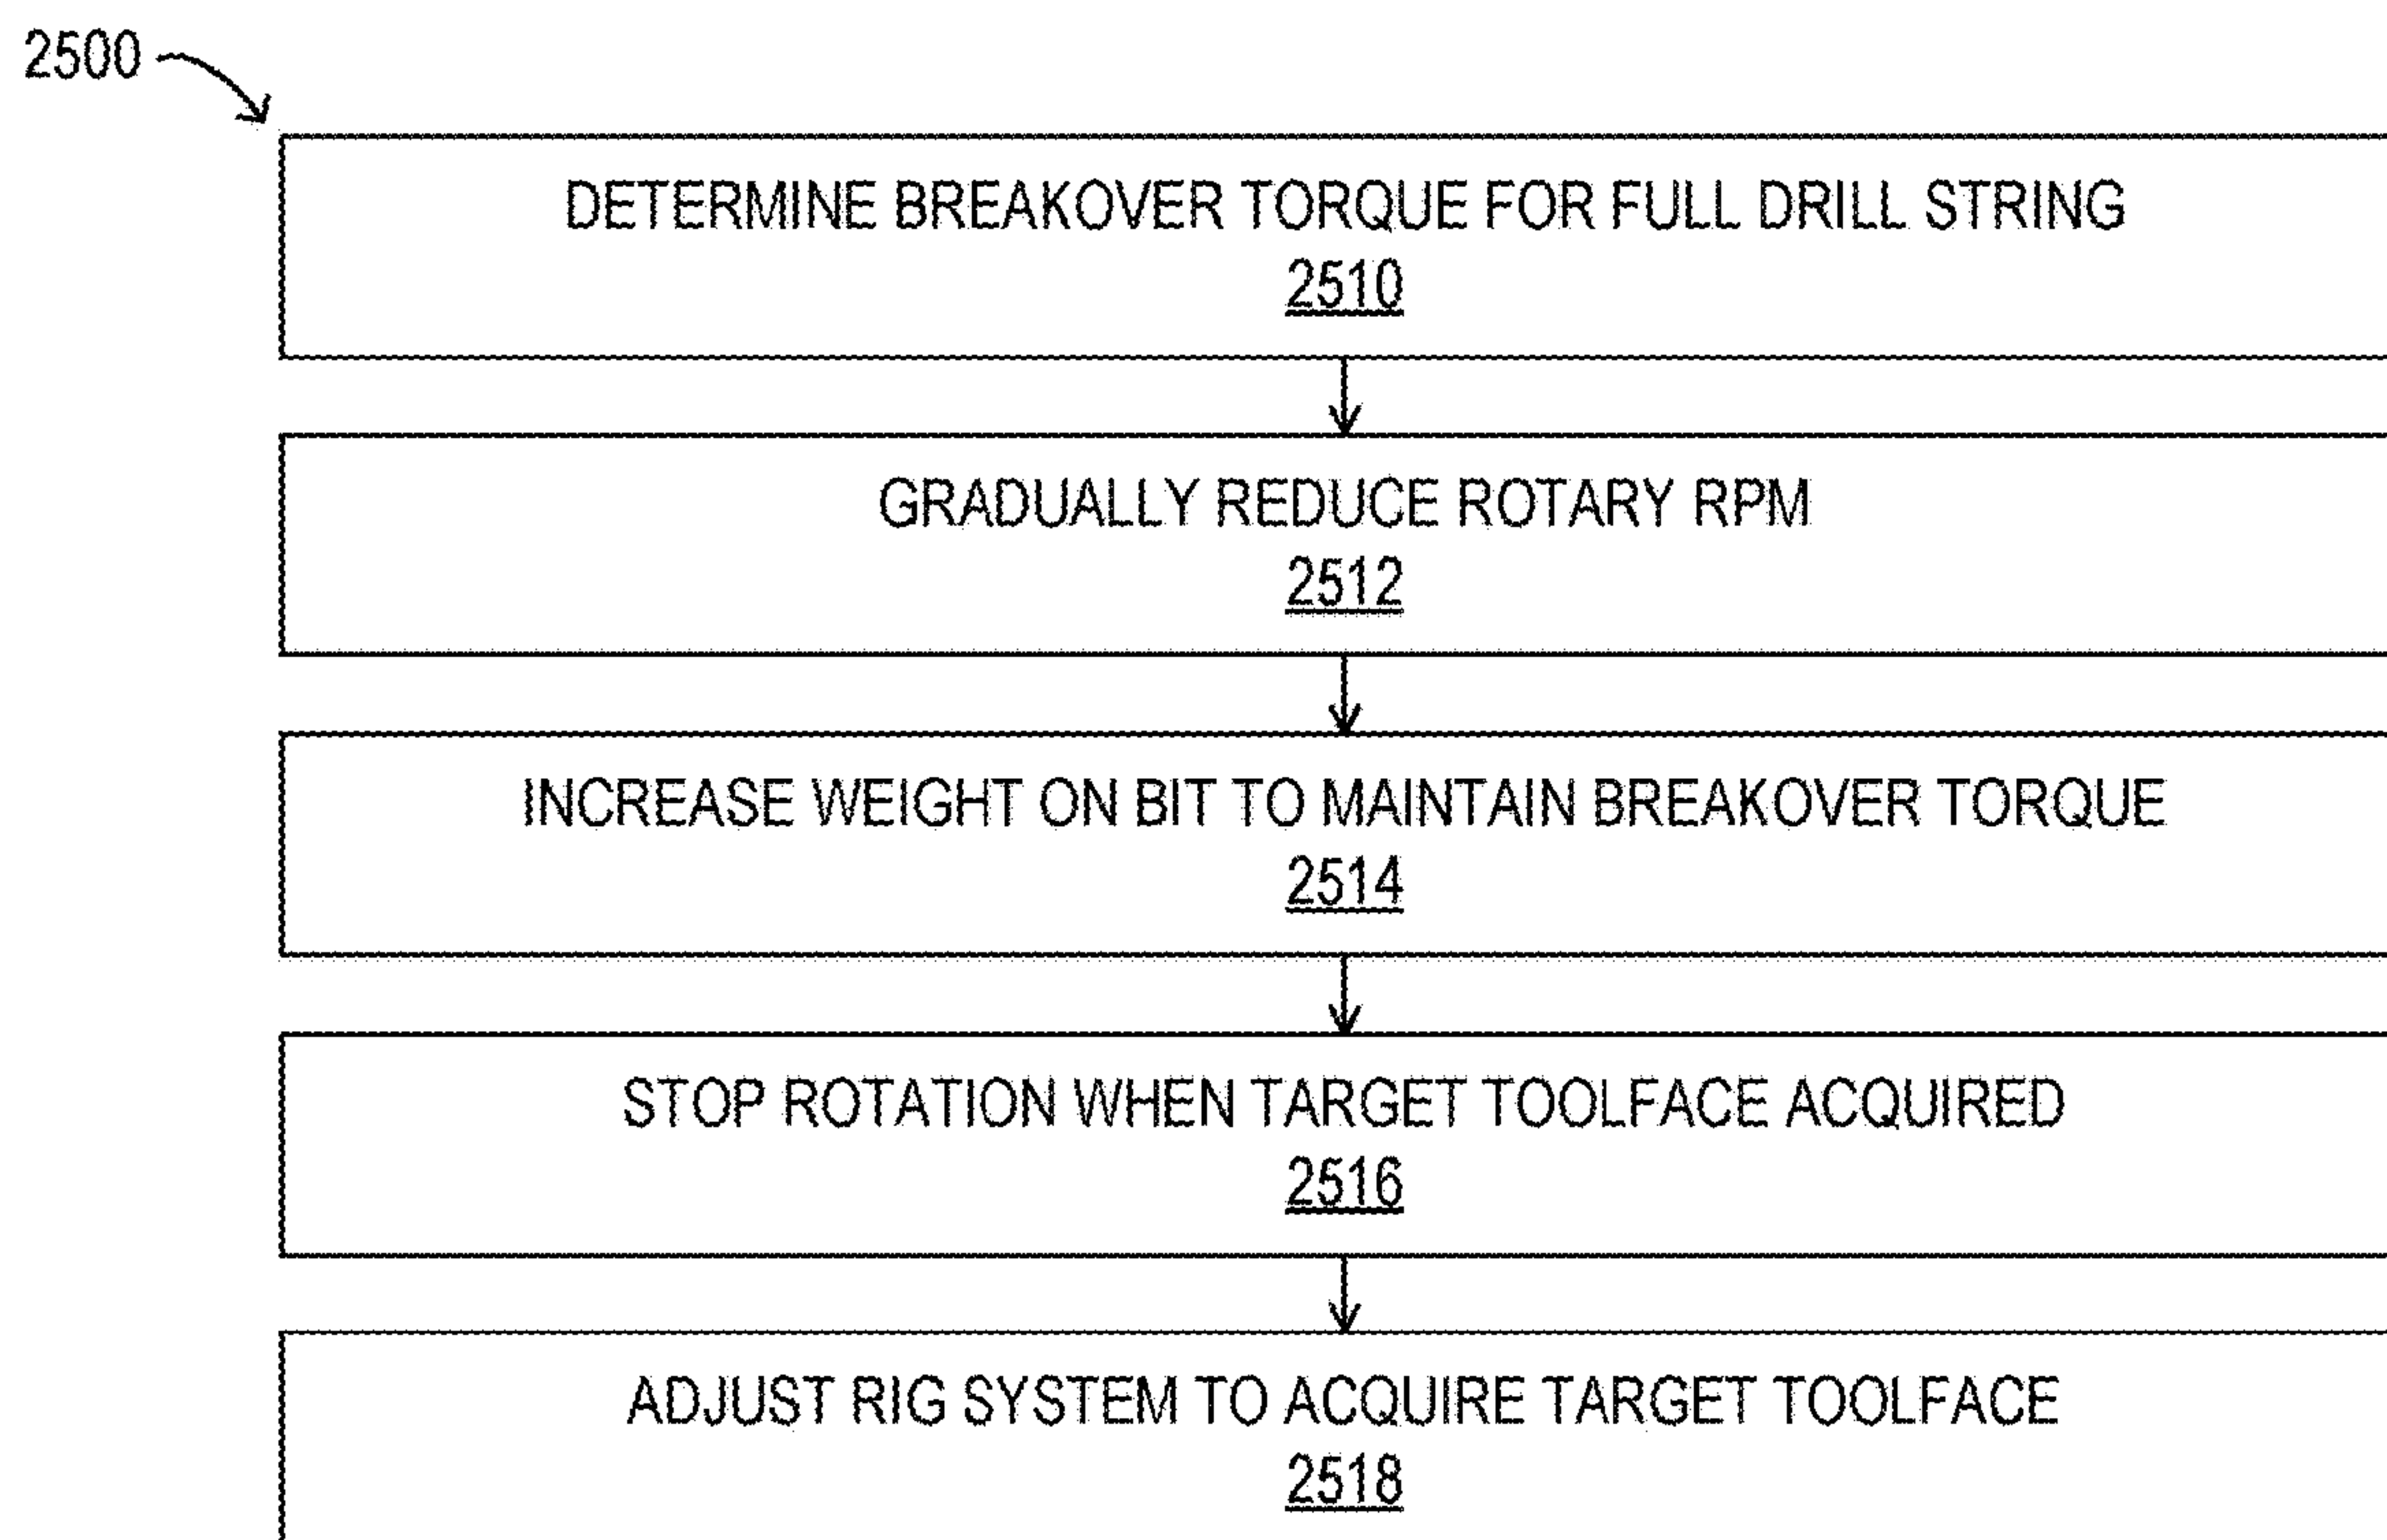 2500
DETERMINE BREAKOVER TORQUE FOR FULL DRILL STRING
2510
GRADUALLY REDUCE ROTARY RPM
2512
INCREASE WEIGHT ON BIT TO MAINTAIN BREAKOVER TORQUE
2514
STOP ROTATION WHEN TARGET TOOLFACE ACQUIRED
2516
ADJUST RIG SYSTEM TO ACQUIRE TARGET TOOLFACE
2518